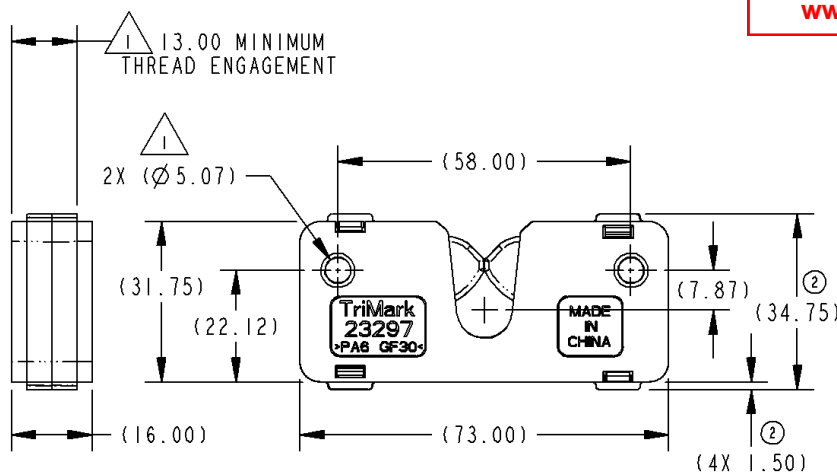 ww
1 13.00 MINIMUM
THREAD ENGAGEMENT
1
2X (Ø5.07)
(58.00)
(31.75)
(22.12)
TriMark
23297
>PA6 GF30<
MADE
IN
CHINA
(7.87)
2
(34.75)
(16.00)
(73.00)
2
(4X 1.50)